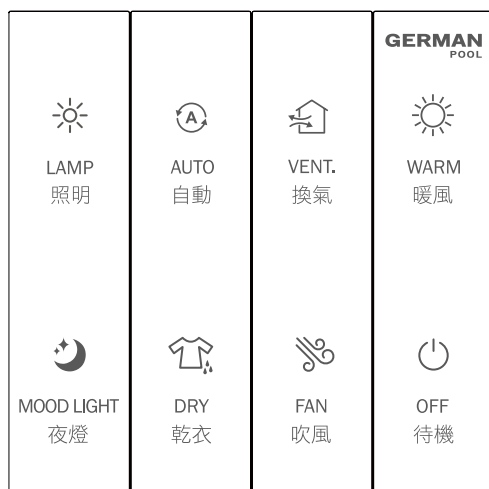 GERMAN
POOL
LAMP
照明
AUTO
自動
VENT.
換氣
WARM
暖風
MOOD LIGHT
夜燈
DRY
乾衣
FAN
吹風
OFF
待機